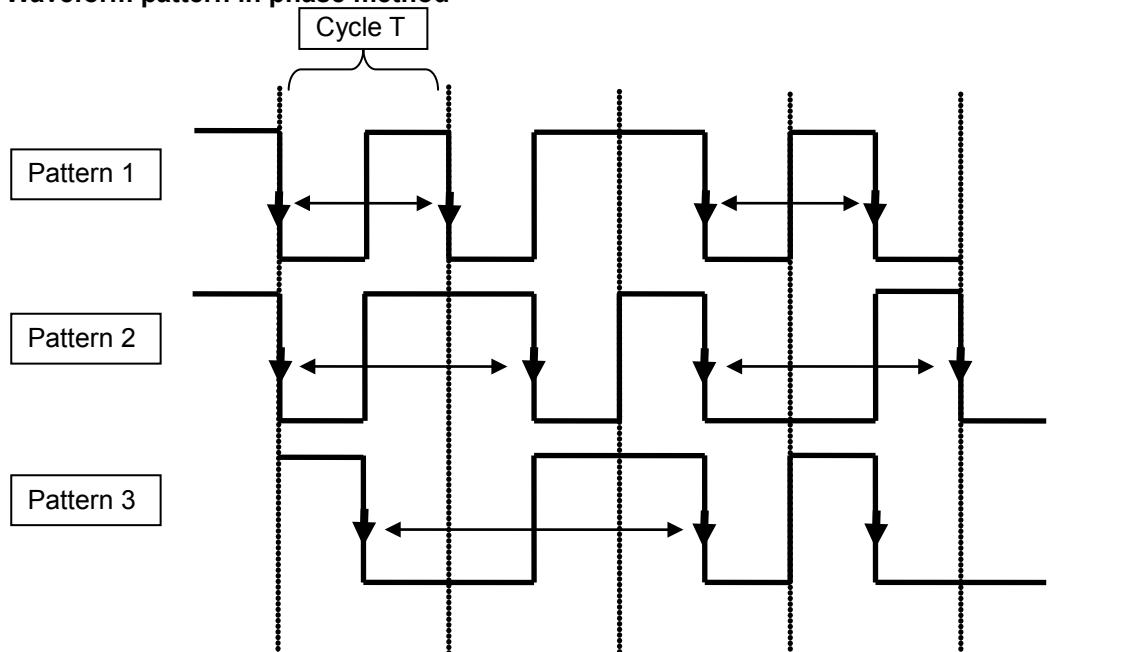 Waveform pattern in phase method
Cycle T
Pattern 1
Pattern 2
Pattern 3